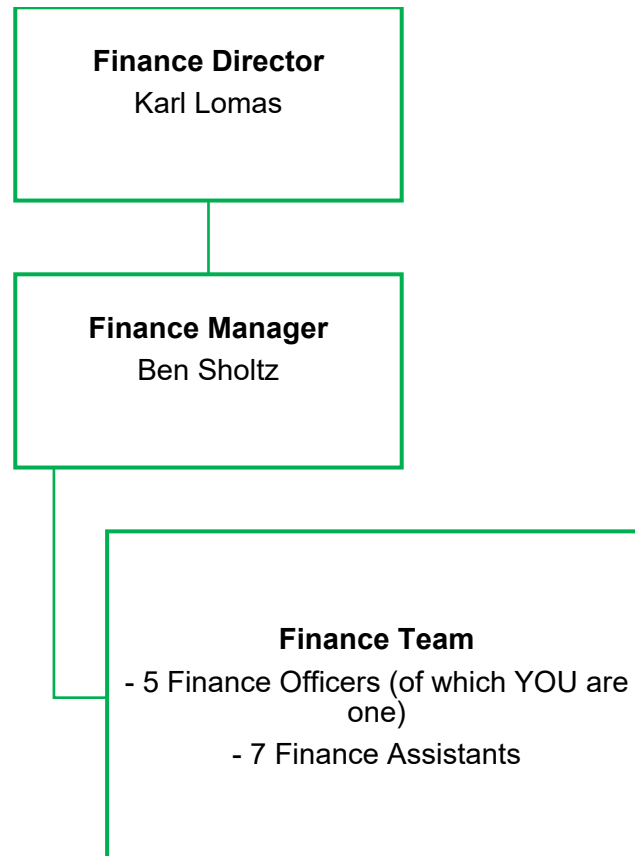 Finance Director
Karl Lomas
Finance Manager
Ben Sholtz
Finance Team
- 5 Finance Officers (of which YOU are
one)
- 7 Finance Assistants